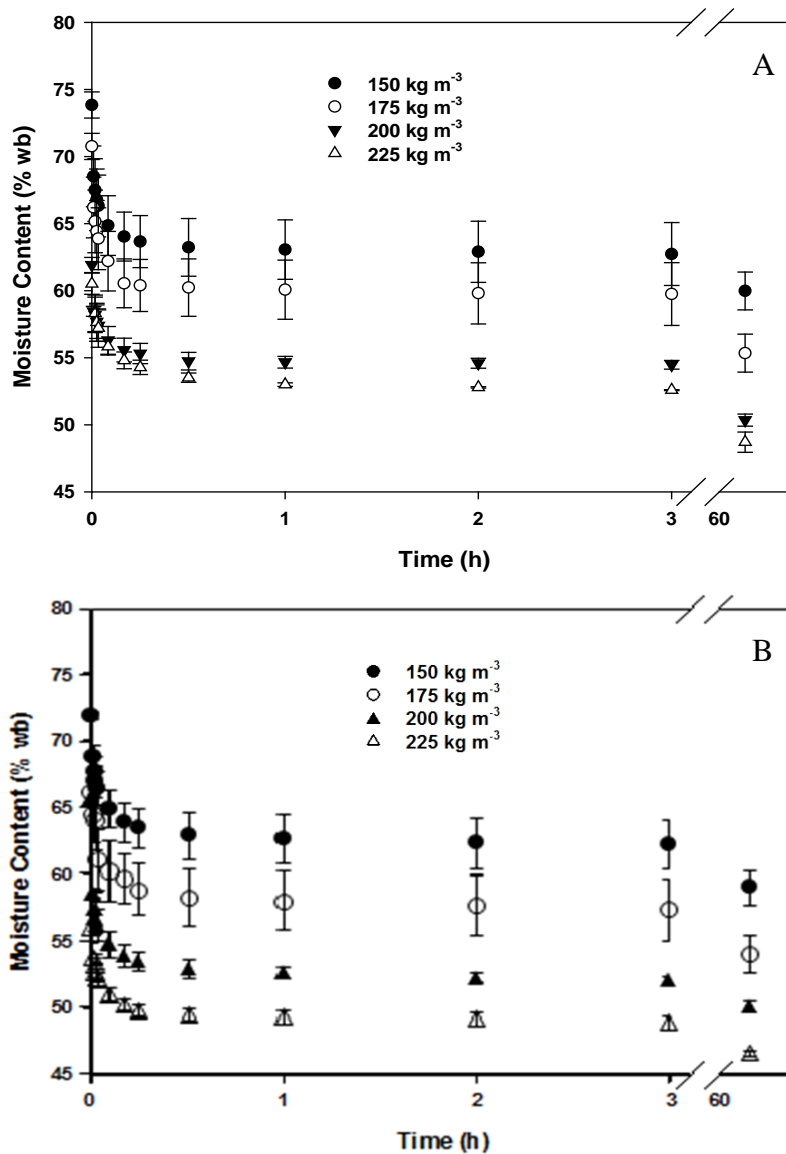 80
A
150 kg m-3
175 kg m-3
200 kg m-3
225 kg m-3
75
70
65
60
55
50
45
Moisture Content (% wb)
0 1 2 3 60
Time (h)
80
B
150 kg m-3
175 kg m-3
200 kg m-3
225 kg m-3
75
70
65
60
55
50
45
Moisture Content (% wb)
0 1 2 3 60
Time (h)